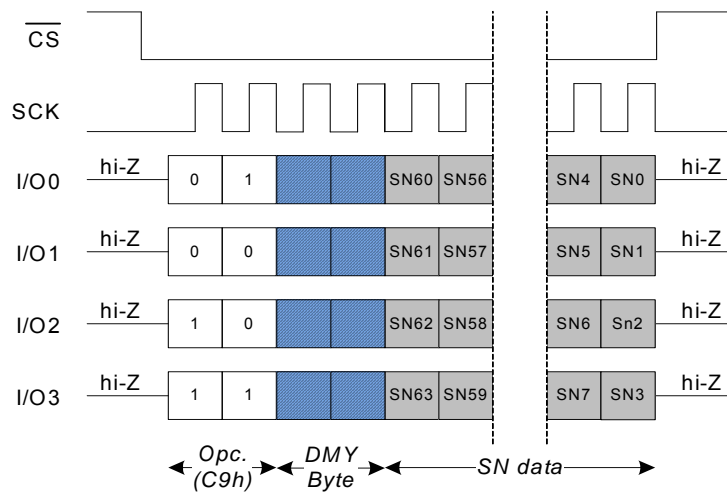 CS
SCK
I/O0 hi-Z 0 1 SN60 SN56 SN4 SN0 hi-Z
I/O1 hi-Z 0 0 SN61 SN57 SN5 SN1 hi-Z
I/O2 hi-Z 1 0 SN62 SN58 SN6 Sn2 hi-Z
I/O3 hi-Z 1 1 SN63 SN59 SN7 SN3 hi-Z
Opc. DMY SN data
(C9h) Byte